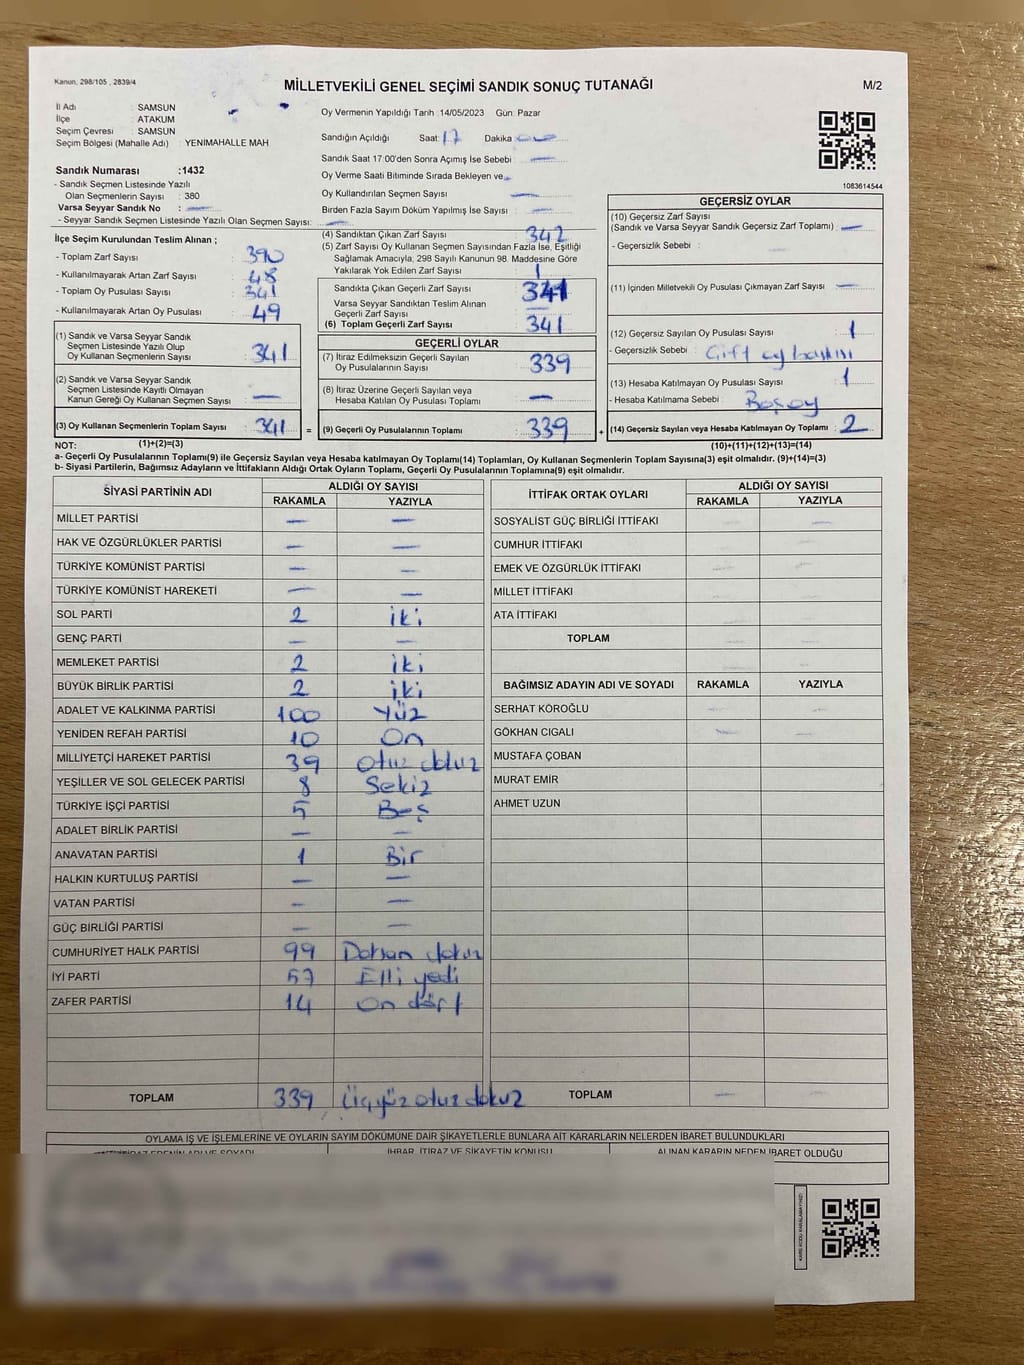 Kanun, 298/105 , 2839/4
MİLLETVEKİLİ GENEL SEÇİMİ SANDIK SONUÇ TUTANAĞI
M/2
İl Adı : SAMSUN
İlçe : ATAKUM
Seçim Çevresi : SAMSUN
Seçim Bölgesi (Mahalle Adı) : YENIMAHALLE MAH
Sandık Numarası :1432
- Sandık Seçmen Listesinde Yazılı
Olan Seçmenlerin Sayısı : 380
Varsa Seyyar Sandık No : —
- Seyyar Sandık Seçmen Listesinde Yazılı Olan Seçmen Sayısı: —
Oy Vermenin Yapıldığı Tarih :14/05/2023 Gün: Pazar
Sandığın Açıldığı Saat: 17 Dakika 00
Sandık Saat 17:00'den Sonra Açımış İse Sebebi : —
Oy Verme Saati Bitiminde Sırada Bekleyen ve
Oy Kullandırılan Seçmen Sayısı : —
Birden Fazla Sayım Döküm Yapılmış İse Sayısı : —
1083614544
İlçe Seçim Kurulundan Teslim Alınan ;
- Toplam Zarf Sayısı : 390
- Kullanılmayarak Artan Zarf Sayısı : 48
- Toplam Oy Pusulası Sayısı : 341
- Kullanılmayarak Artan Oy Pusulası : 49
(1) Sandık ve Varsa Seyyar Sandık
Seçmen Listesinde Yazılı Olup
Oy Kullanan Seçmenlerin Sayısı : 341
(2) Sandık ve Varsa Seyyar Sandık
Seçmen Listesinde Kayıtlı Olmayan
Kanun Gereği Oy Kullanan Seçmen Sayısı : —
(3) Oy Kullanan Seçmenlerin Toplam Sayısı : 341
(1)+(2)=(3)
(4) Sandıktan Çıkan Zarf Sayısı : 342
(5) Zarf Sayısı Oy Kullanan Seçmen Sayısından Fazla İse, Eşitliği
Sağlamak Amacıyla, 298 Sayılı Kanunun 98. Maddesine Göre
Yakılarak Yok Edilen Zarf Sayısı : 1
Sandıkta Çıkan Geçerli Zarf Sayısı : 341
Varsa Seyyar Sandıktan Teslim Alınan
Geçerli Zarf Sayısı : —
(6) Toplam Geçerli Zarf Sayısı : 341
GEÇERLİ OYLAR
(7) İtiraz Edilmeksizin Geçerli Sayılan
Oy Pusulalarının Sayısı : 339
(8) İtiraz Üzerine Geçerli Sayılan veya
Hesaba Katılan Oy Pusulası Toplamı : —
= (9) Geçerli Oy Pusulalarının Toplamı : 339 +
GEÇERSİZ OYLAR
(10) Geçersiz Zarf Sayısı
(Sandık ve Varsa Seyyar Sandık Geçersiz Zarf Toplamı) : —
- Geçersizlik Sebebi : —
(11) İçinden Milletvekili Oy Pusulası Çıkmayan Zarf Sayısı : —
(12) Geçersiz Sayılan Oy Pusulası Sayısı : 1
- Geçersizlik Sebebi : Çift oy baskısı
(13) Hesaba Katılmayan Oy Pusulası Sayısı : 1
- Hesaba Katılmama Sebebi : Boş oy
(14) Geçersiz Sayılan veya Hesaba Katılmayan Oy Toplamı : 2
(10)+(11)+(12)+(13)=(14)
NOT:
a- Geçerli Oy Pusulalarının Toplamı(9) ile Geçersiz Sayılan veya Hesaba katılmayan Oy Toplamı(14) Toplamları, Oy Kullanan Seçmenlerin Toplam Sayısına(3) eşit olmalıdır. (9)+(14)=(3)
b- Siyasi Partilerin, Bağımsız Adayların ve İttifakların Aldığı Ortak Oyların Toplamı, Geçerli Oy Pusulalarının Toplamına(9) eşit olmalıdır.
SİYASİ PARTİNİN ADI ALDIĞI OY SAYISI
RAKAMLA YAZIYLA
MİLLET PARTİSİ — —
HAK VE ÖZGÜRLÜKLER PARTİSİ — —
TÜRKİYE KOMÜNİST PARTİSİ — —
TÜRKİYE KOMÜNİST HAREKETİ — —
SOL PARTİ 2 iki
GENÇ PARTİ — —
MEMLEKET PARTİSİ 2 iki
BÜYÜK BİRLİK PARTİSİ 2 iki
ADALET VE KALKINMA PARTİSİ 100 Yüz
YENİDEN REFAH PARTİSİ 10 On
MİLLİYETÇİ HAREKET PARTİSİ 39 Otuz dokuz
YEŞİLLER VE SOL GELECEK PARTİSİ 8 Sekiz
TÜRKİYE İŞÇİ PARTİSİ 5 Beş
ADALET BİRLİK PARTİSİ — —
ANAVATAN PARTİSİ 1 Bir
HALKIN KURTULUŞ PARTİSİ — —
VATAN PARTİSİ — —
GÜÇ BİRLİĞİ PARTİSİ — —
CUMHURİYET HALK PARTİSİ 99 Doksan dokuz
İYİ PARTİ 57 Elli yedi
ZAFER PARTİSİ 14 On dört
TOPLAM 339 Üçyüz otuz dokuz
İTTİFAK ORTAK OYLARI ALDIĞI OY SAYISI
RAKAMLA YAZIYLA
SOSYALİST GÜÇ BİRLİĞİ İTTİFAKI — —
CUMHUR İTTİFAKI — —
EMEK VE ÖZGÜRLÜK İTTİFAKI — —
MİLLET İTTİFAKI — —
ATA İTTİFAKI — —
TOPLAM — —
BAĞIMSIZ ADAYIN ADI VE SOYADI RAKAMLA YAZIYLA
SERHAT KÖROĞLU — —
GÖKHAN CIGALI — —
MUSTAFA ÇOBAN
MURAT EMİR
AHMET UZUN
TOPLAM — —
OYLAMA İŞ VE İŞLEMLERİNE VE OYLARIN SAYIM DÖKÜMÜNE DAİR ŞİKAYETLERLE BUNLARA AİT KARARLARIN NELERDEN İBARET BULUNDUKLARI
İHBAR, İTİRAZ VE ŞİKAYETİN KONUSU ALINAN KARARIN NEDEN İBARET OLDUĞU